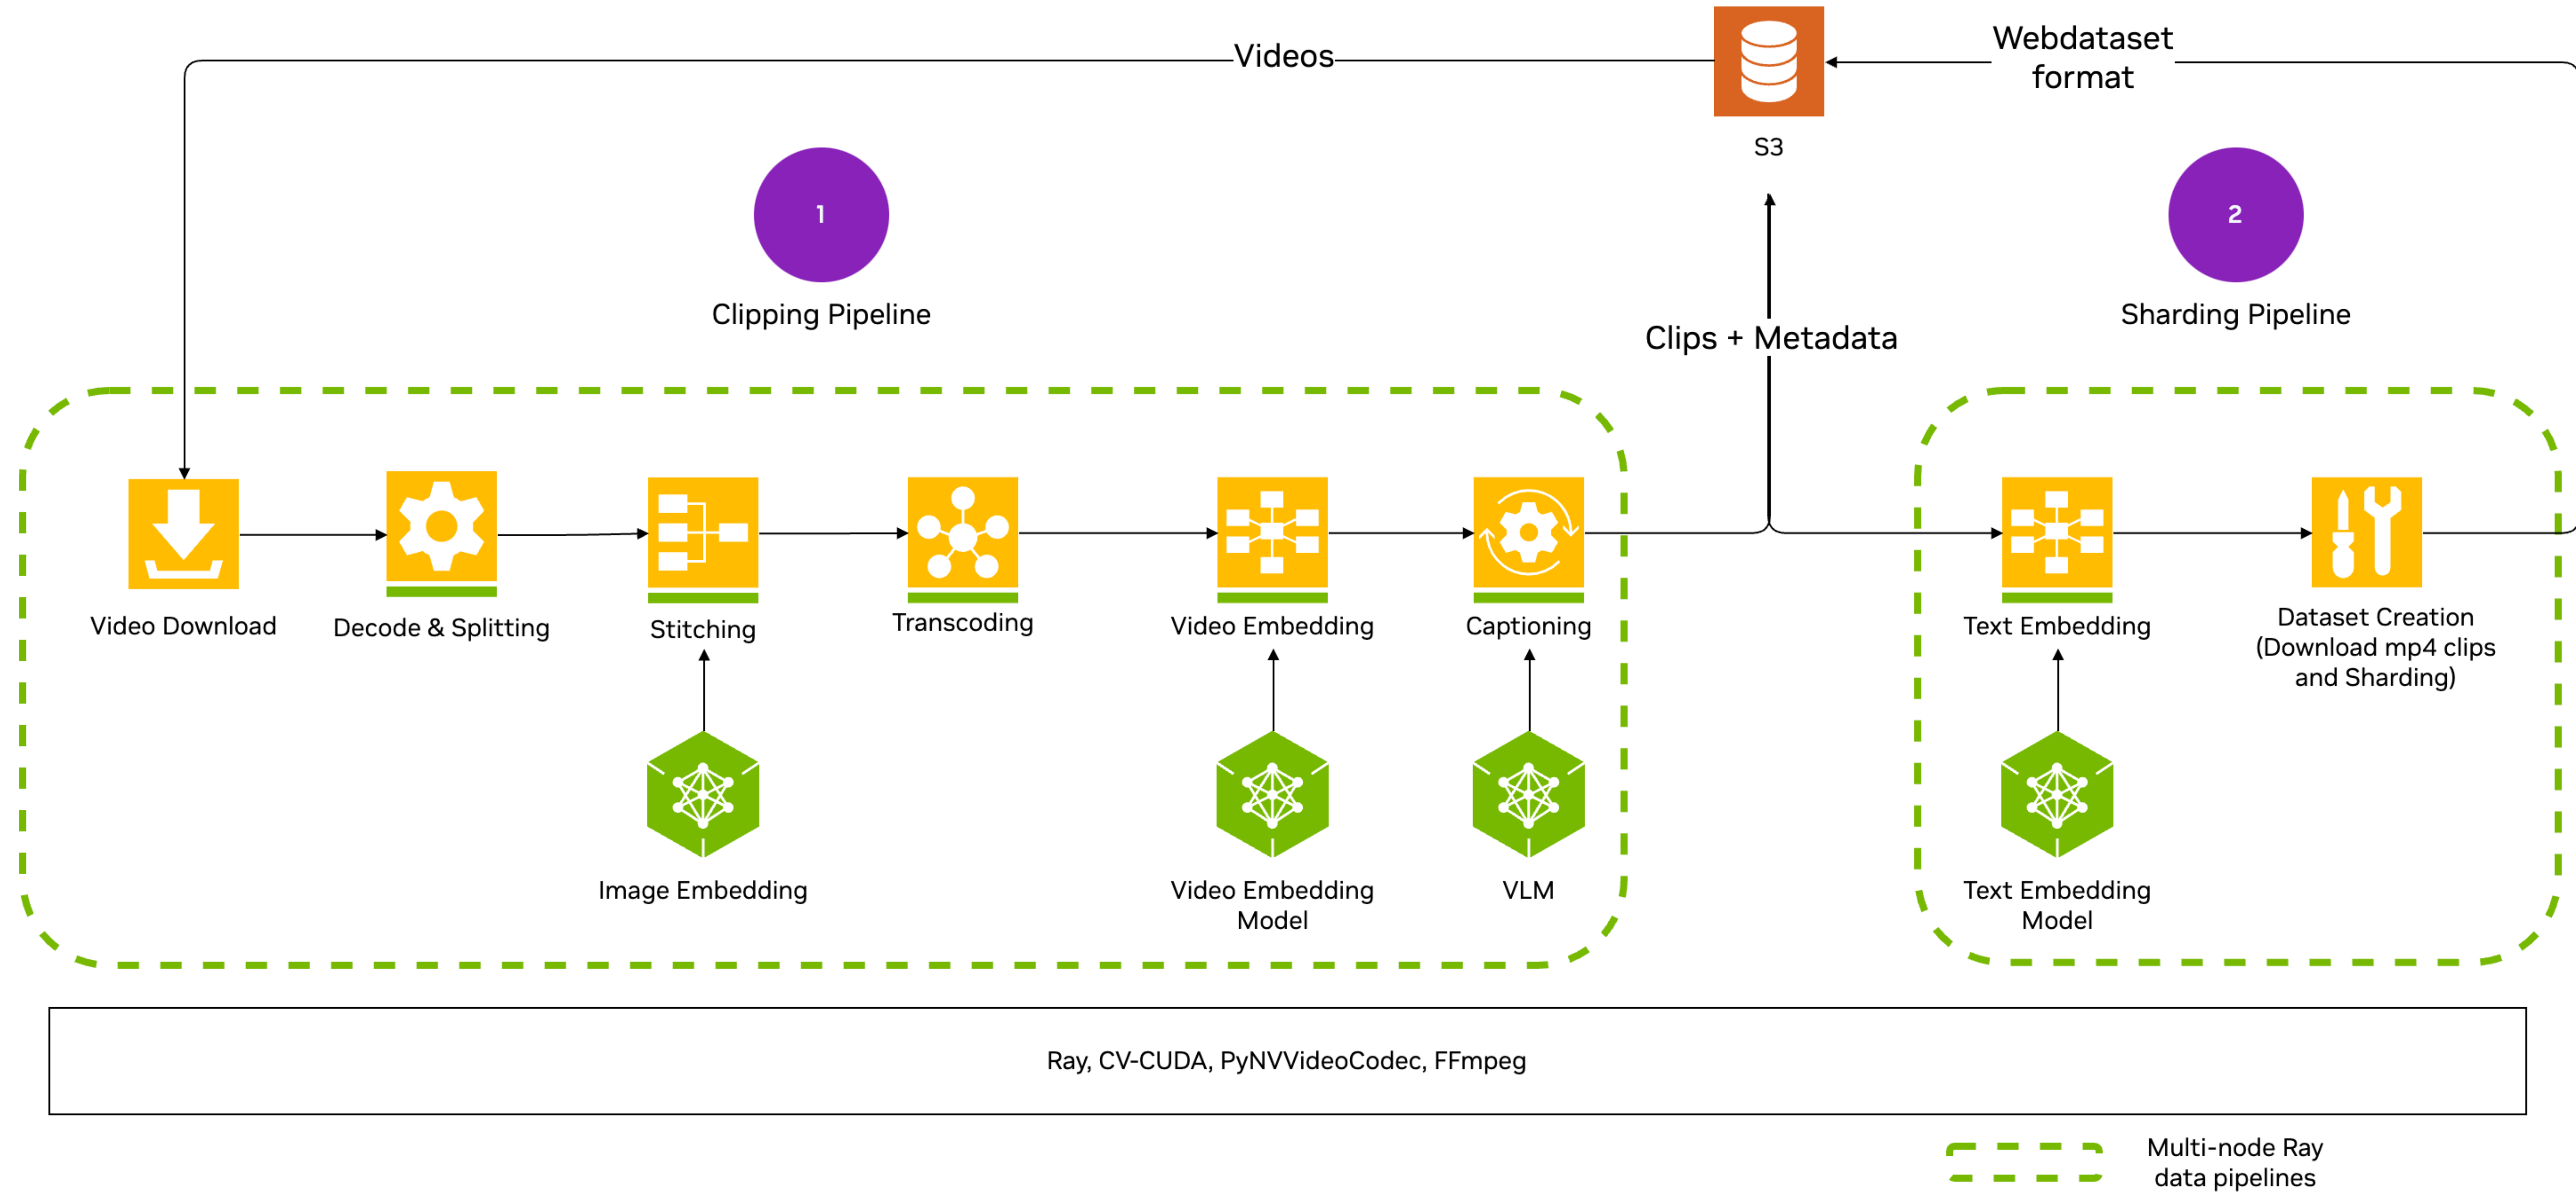 Videos
Webdataset
format
S3
1
2
Clipping Pipeline
Sharding Pipeline
Clips + Metadata
Video Download
Decode & Splitting
Stitching
Transcoding
Video Embedding
Captioning
Text Embedding
Dataset Creation
(Download mp4 clips
and Sharding)
Image Embedding
Video Embedding
Model
VLM
Text Embedding
Model
Ray, CV-CUDA, PyNVVideoCodec, FFmpeg
Multi-node Ray
data pipelines